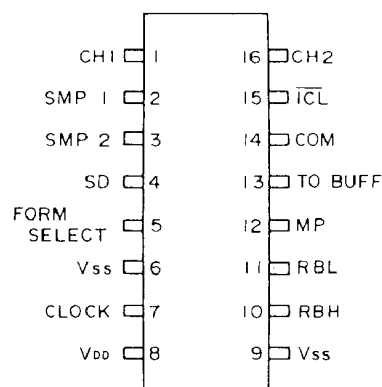 CH1 1 16 CH2
SMP 1 2 15 ICL
SMP 2 3 14 COM
SD 4 13 TO BUFF
FORM
SELECT 5 12 MP
Vss 6 11 RBL
CLOCK 7 10 RBH
VDD 8 9 Vss